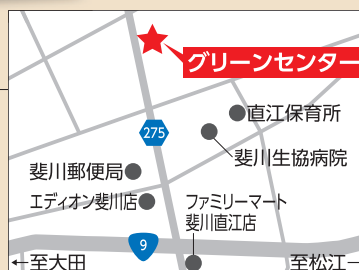 グリーンセンター
直江保育所
275
斐川生協病院
斐川郵便局
エディオン斐川店
ファミリーマート
斐川直江店
9
←至大田
至松江